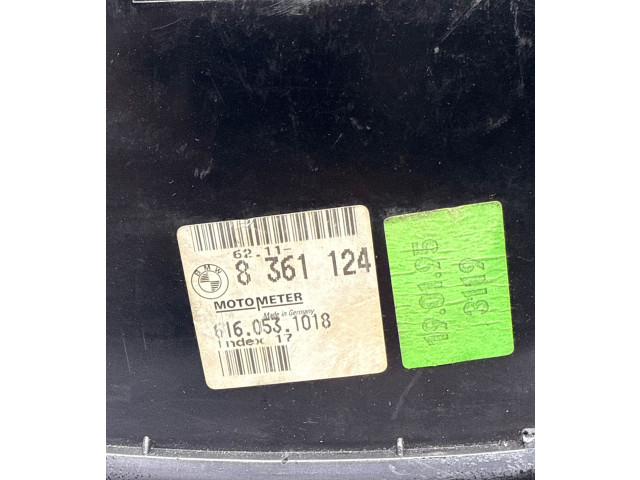 62.11-
8 361 124
BMW
MOTOMETER
Made in Germany
616.053.1018
Index 17
19.01.95
3119